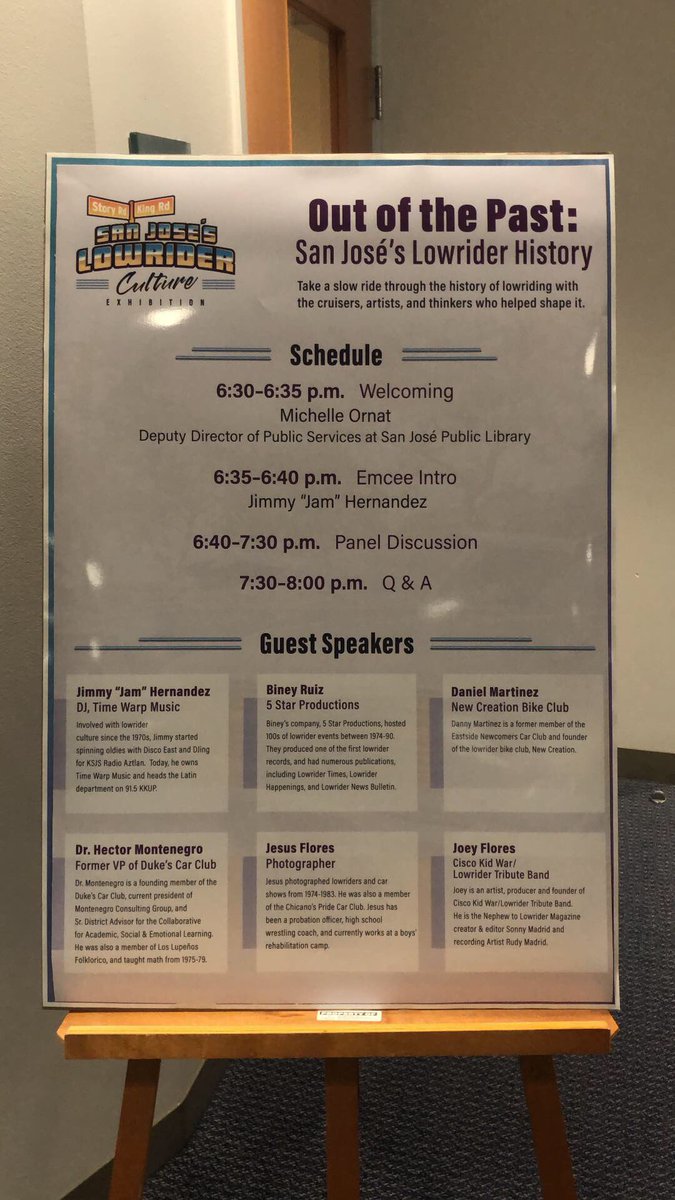 Story Rd King Rd
SAN JOSE'S
LOWRIDER
Culture
EXHIBITION
Out of the Past:
San José's Lowrider History
Take a slow ride through the history of lowriding with
the cruisers, artists, and thinkers who helped shape it.
Schedule
6:30–6:35 p.m. Welcoming
Michelle Ornat
Deputy Director of Public Services at San José Public Library
6:35–6:40 p.m. Emcee Intro
Jimmy "Jam" Hernandez
6:40–7:30 p.m. Panel Discussion
7:30–8:00 p.m. Q & A
Guest Speakers
Jimmy "Jam" Hernandez
DJ, Time Warp Music
Involved with lowrider
culture since the 1970s, Jimmy started
spinning oldies with Disco East and DJing
for KSJS Radio Aztlan. Today, he owns
Time Warp Music and heads the Latin
department on 91.5 KKUP.
Biney Ruiz
5 Star Productions
Biney's company, 5 Star Productions, hosted
100s of lowrider events between 1974-90.
They produced one of the first lowrider
records, and had numerous publications,
including Lowrider Times, Lowrider
Happenings, and Lowrider News Bulletin.
Daniel Martinez
New Creation Bike Club
Danny Martinez is a former member of the
Eastside Newcomers Car Club and founder
of the lowrider bike club, New Creation.
Dr. Hector Montenegro
Former VP of Duke's Car Club
Dr. Montenegro is a founding member of the
Duke's Car Club, current president of
Montenegro Consulting Group, and
Sr. District Advisor for the Collaborative
for Academic, Social & Emotional Learning.
He was also a member of Los Lupeños
Folklorico, and taught math from 1975-79.
Jesus Flores
Photographer
Jesus photographed lowriders and car
shows from 1974-1983. He was also a member
of the Chicano's Pride Car Club. Jesus has
been a probation officer, high school
wrestling coach, and currently works at a boys'
rehabilitation camp.
Joey Flores
Cisco Kid War/
Lowrider Tribute Band
Joey is an artist, producer and founder of
Cisco Kid War/Lowrider Tribute Band.
He is the Nephew to Lowrider Magazine
creator & editor Sonny Madrid and
recording Artist Rudy Madrid.
PROPERTY OF